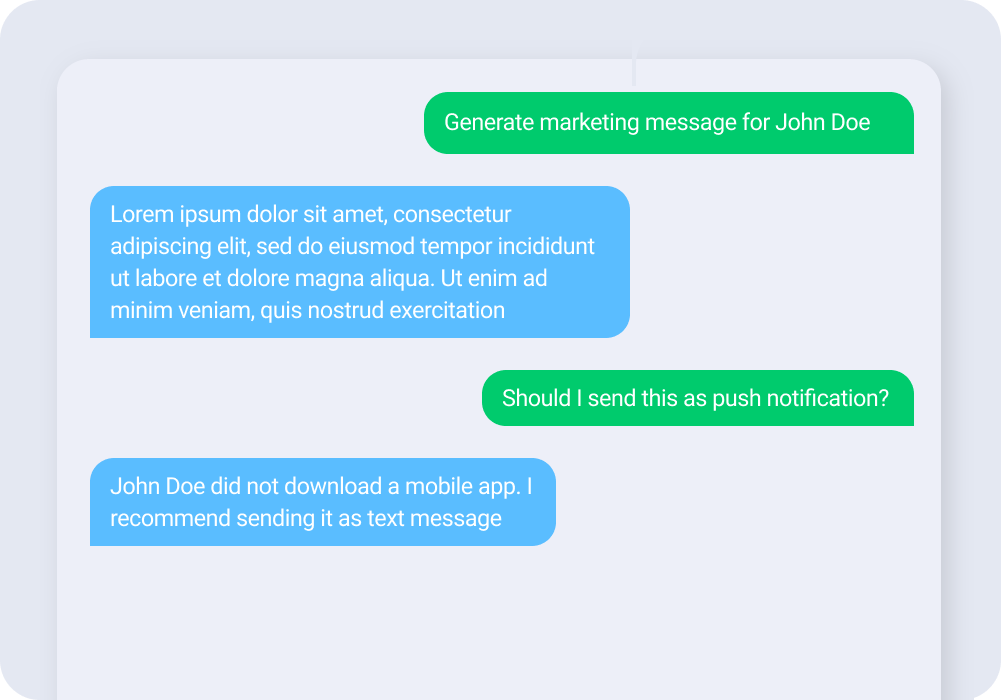 Generate marketing message for John Doe
Lorem ipsum dolor sit amet, consectetur
adipiscing elit, sed do eiusmod tempor incididunt
ut labore et dolore magna aliqua. Ut enim ad
minim veniam, quis nostrud exercitation
Should I send this as push notification?
John Doe did not download a mobile app. I
recommend sending it as text message